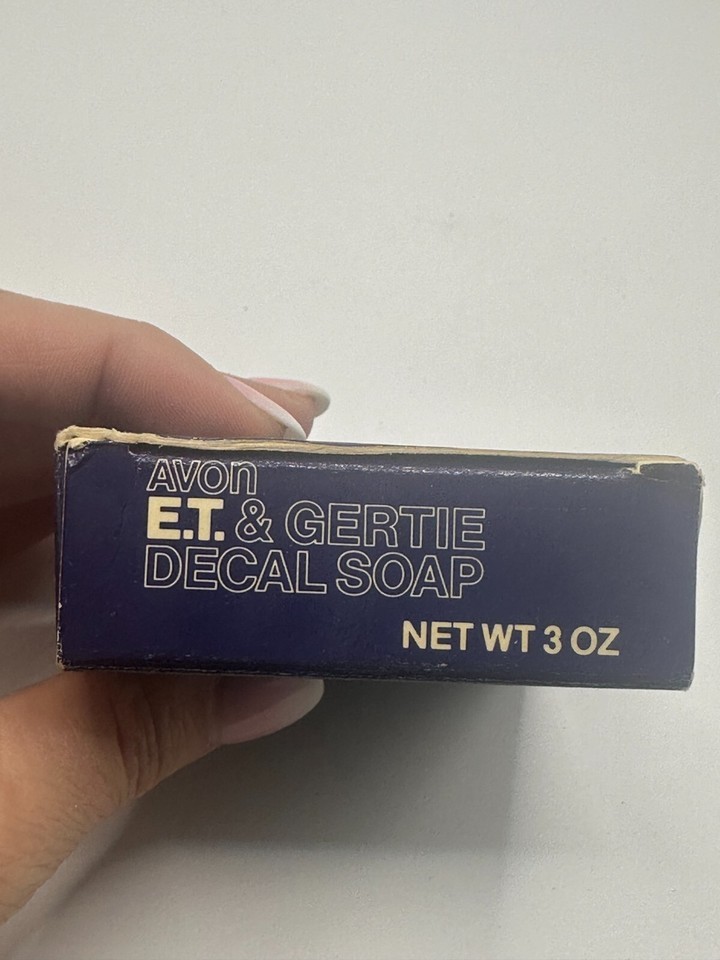 AVON
E.T. & GERTIE
DECAL SOAP
NET WT 3 OZ